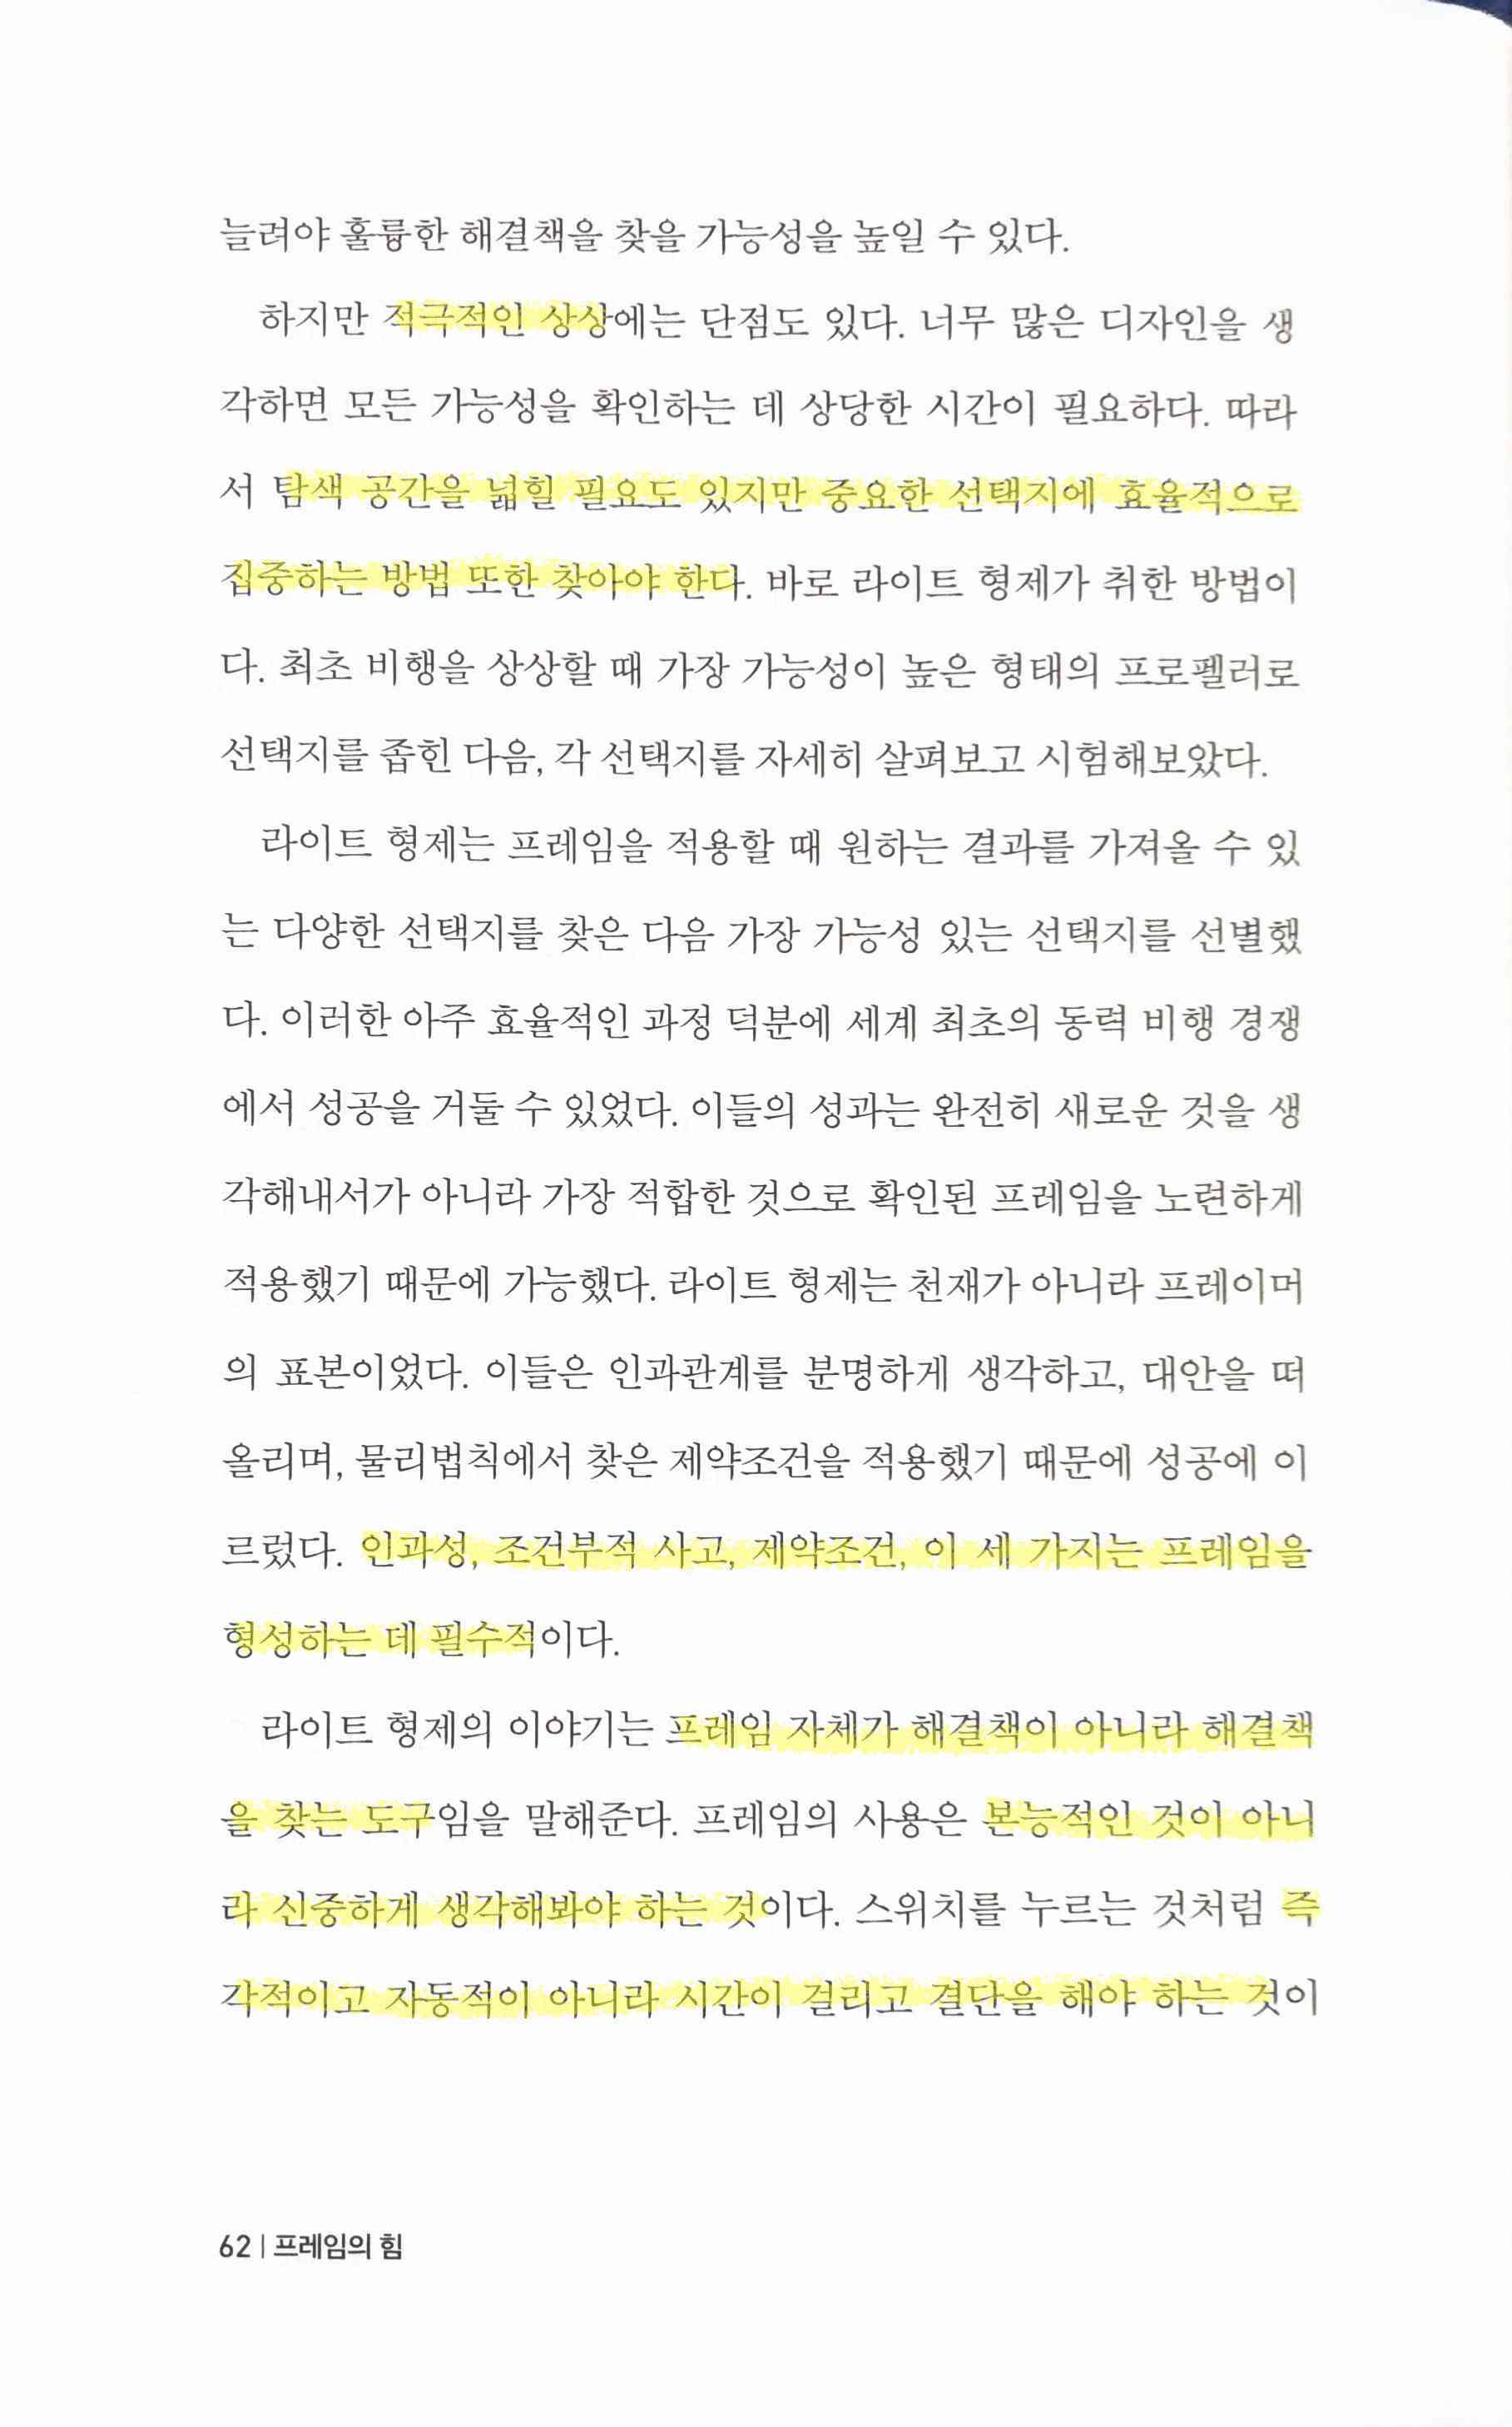 늘려야 훌륭한 해결책을 찾을 가능성을 높일 수 있다.
하지만 적극적인 상상에는 단점도 있다. 너무 많은 디자인을 생
각하면 모든 가능성을 확인하는 데 상당한 시간이 필요하다. 따라
서 탐색 공간을 넓힐 필요도 있지만 중요한 선택지에 효율적으로
집중하는 방법 또한 찾아야 한다. 바로 라이트 형제가 취한 방법이
다. 최초 비행을 상상할 때 가장 가능성이 높은 형태의 프로펠러로
선택지를 좁힌 다음, 각 선택지를 자세히 살펴보고 시험해보았다.
라이트 형제는 프레임을 적용할 때 원하는 결과를 가져올 수 있
는 다양한 선택지를 찾은 다음 가장 가능성 있는 선택지를 선별했
다. 이러한 아주 효율적인 과정 덕분에 세계 최초의 동력 비행 경쟁
에서 성공을 거둘 수 있었다. 이들의 성과는 완전히 새로운 것을 생
각해내서가 아니라 가장 적합한 것으로 확인된 프레임을 노련하게
적용했기 때문에 가능했다. 라이트 형제는 천재가 아니라 프레이머
의 표본이었다. 이들은 인과관계를 분명하게 생각하고, 대안을 떠
올리며, 물리법칙에서 찾은 제약조건을 적용했기 때문에 성공에 이
르렀다. 인과성, 조건부적 사고, 제약조건, 이 세 가지는 프레임을
형성하는 데 필수적이다.
라이트 형제의 이야기는 프레임 자체가 해결책이 아니라 해결책
을 찾는 도구임을 말해준다. 프레임의 사용은 본능적인 것이 아니
라 신중하게 생각해봐야 하는 것이다. 스위치를 누르는 것처럼 즉
각적이고 자동적이 아니라 시간이 걸리고 결단을 해야 하는 것이
62 | 프레임의 힘